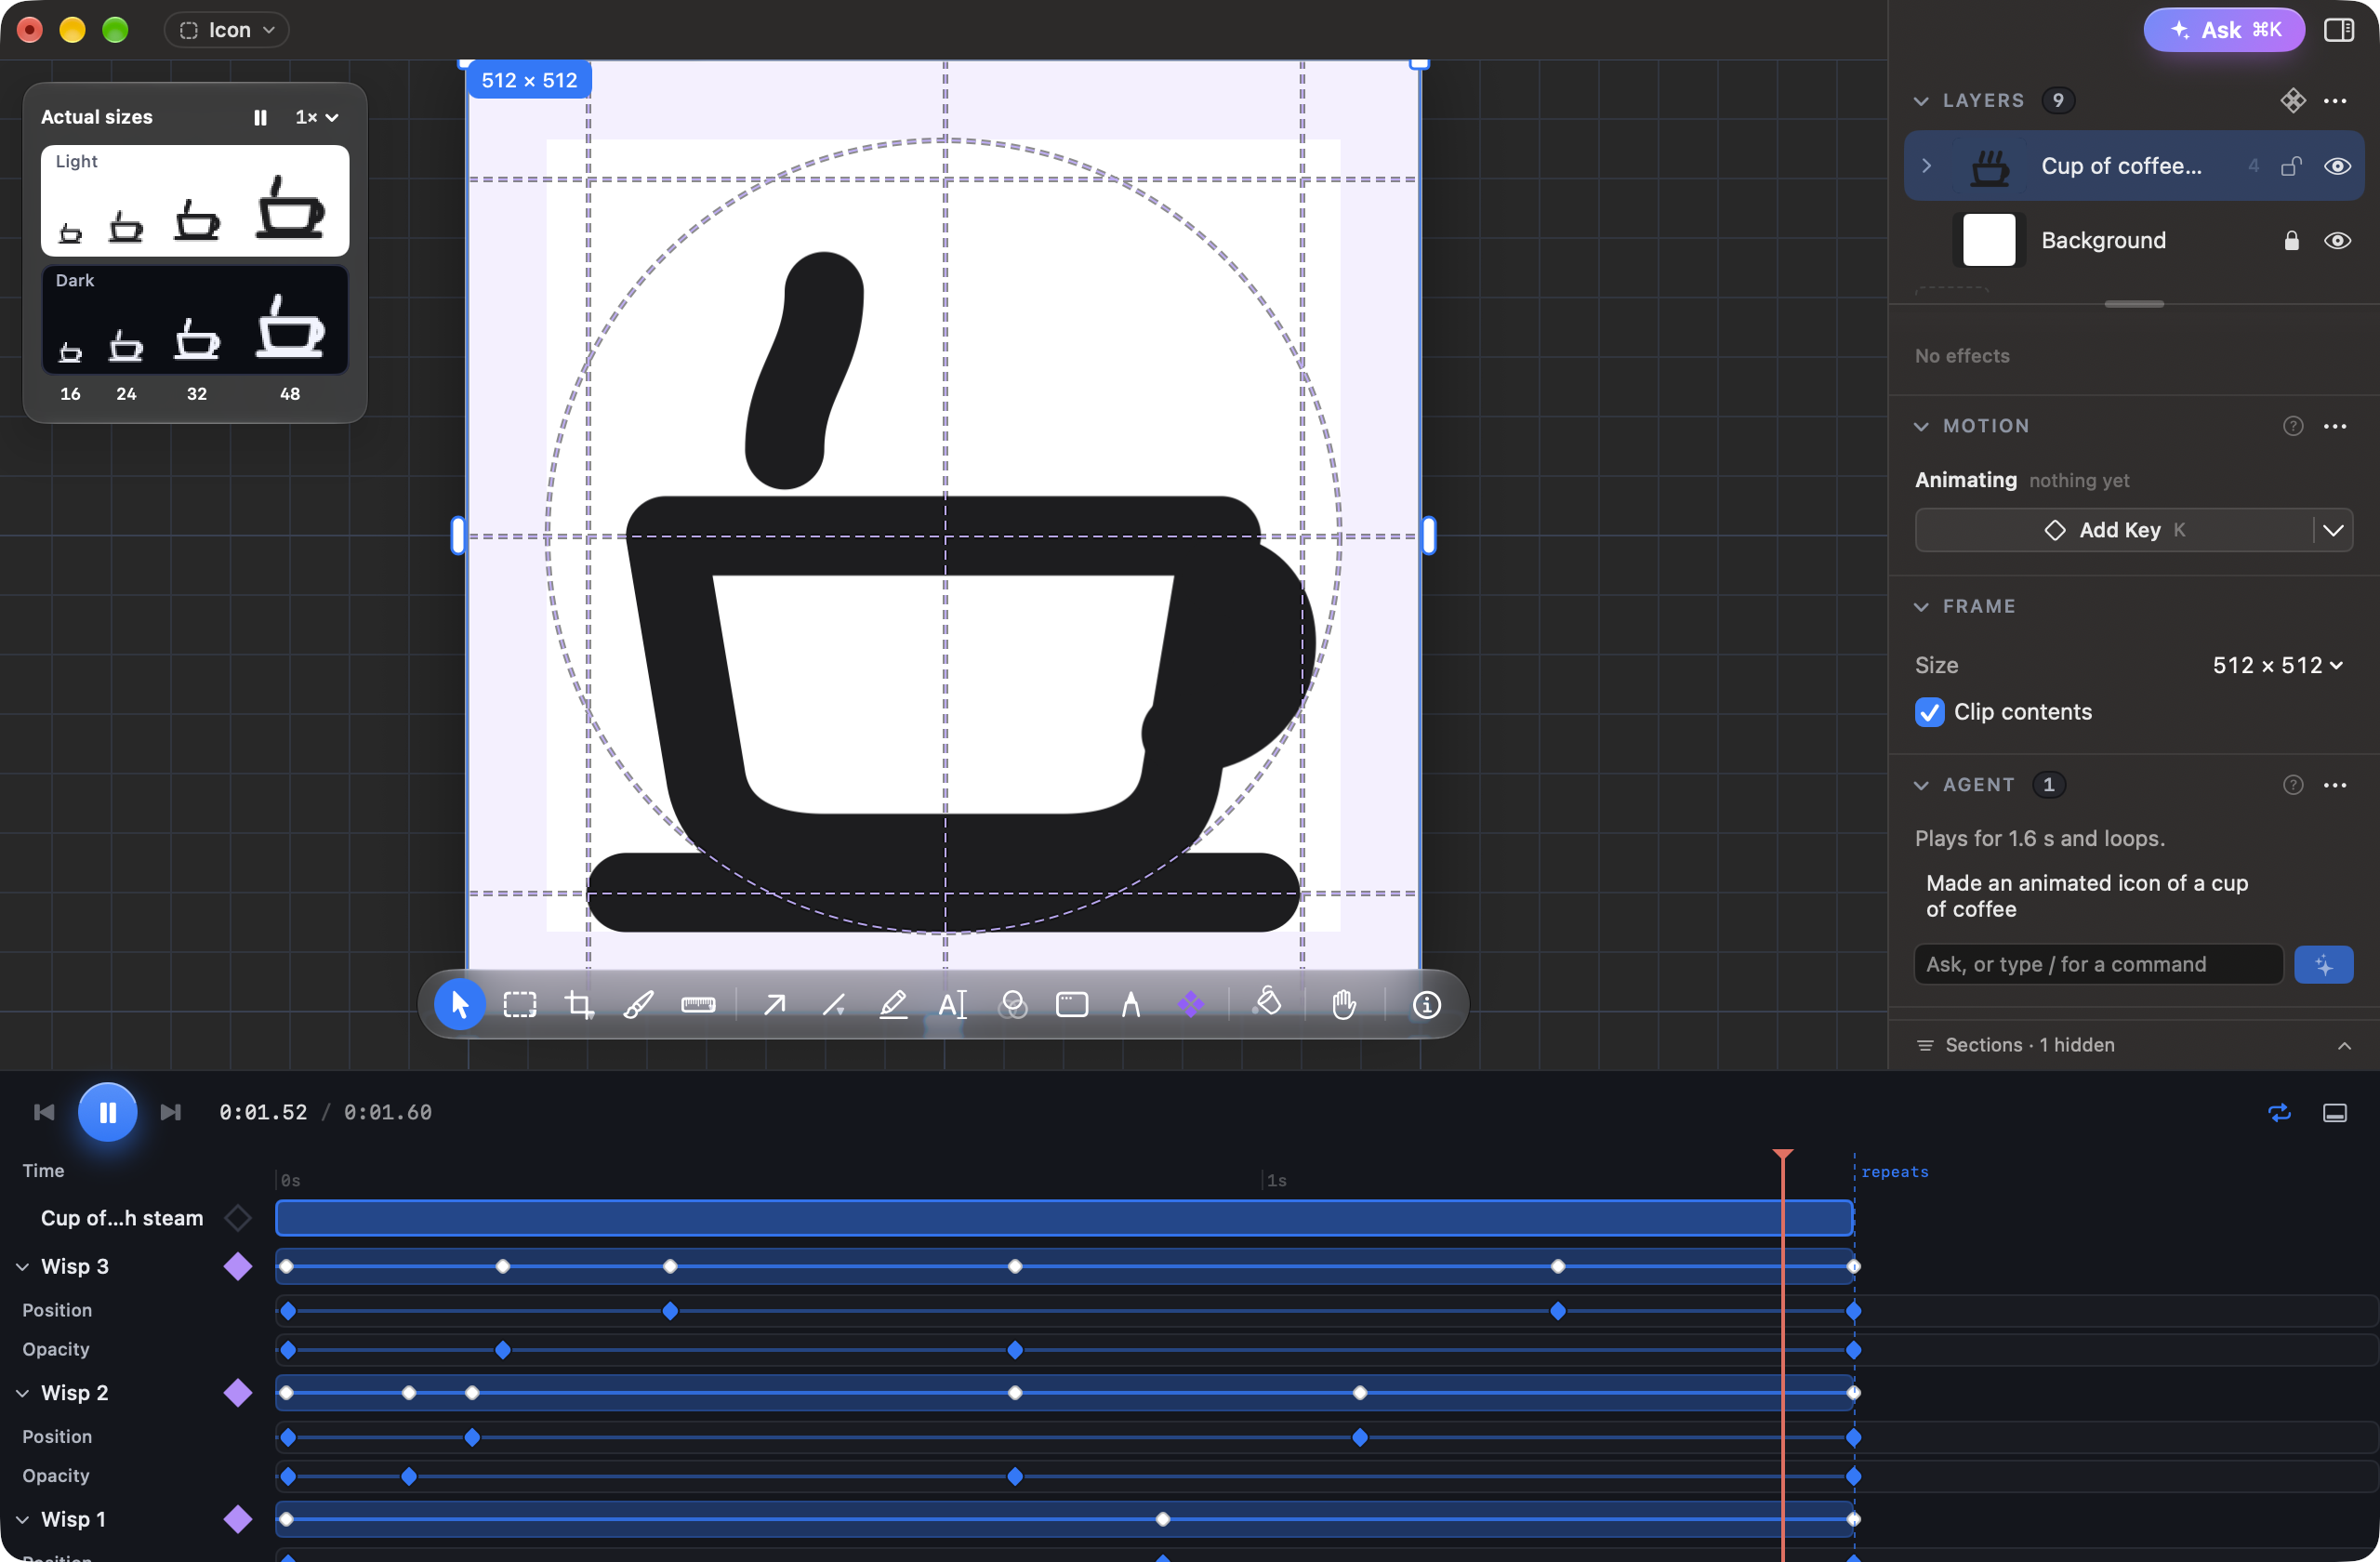 Icon
Ask ⌘K
512 × 512
Actual sizes
1×
Light
Dark
16 24 32 48
LAYERS 9
Cup of coffee... 4
Background
No effects
MOTION
Animating nothing yet
Add Key K
FRAME
Size 512 × 512
Clip contents
AGENT 1
Plays for 1.6 s and loops.
Made an animated icon of a cup
of coffee
Ask, or type / for a command
Sections · 1 hidden
0:01.52 / 0:01.60
Time
0s
1s
repeats
Cup of...h steam
Wisp 3
Position
Opacity
Wisp 2
Position
Opacity
Wisp 1
Position